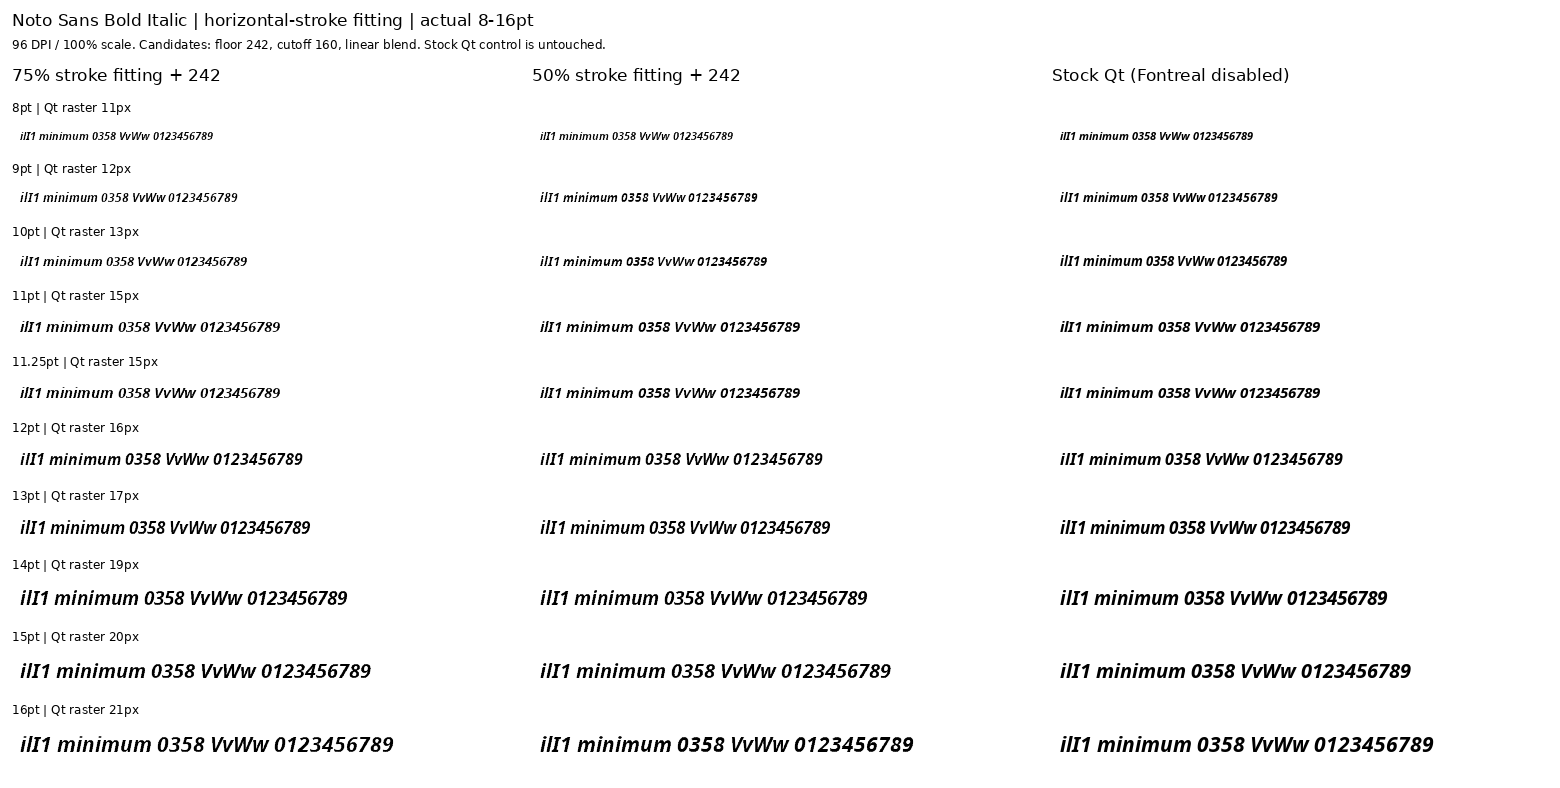 Noto Sans Bold Italic | horizontal-stroke fitting | actual 8-16pt
96 DPI / 100% scale. Candidates: floor 242, cutoff 160, linear blend. Stock Qt control is untouched.
75% stroke fitting + 242 50% stroke fitting + 242 Stock Qt (Fontreal disabled)
8pt | Qt raster 11px
ilI1 minimum 0358 VvWw 0123456789 ilI1 minimum 0358 VvWw 0123456789 ilI1 minimum 0358 VvWw 0123456789
9pt | Qt raster 12px
ilI1 minimum 0358 VvWw 0123456789 ilI1 minimum 0358 VvWw 0123456789 ilI1 minimum 0358 VvWw 0123456789
10pt | Qt raster 13px
ilI1 minimum 0358 VvWw 0123456789 ilI1 minimum 0358 VvWw 0123456789 ilI1 minimum 0358 VvWw 0123456789
11pt | Qt raster 15px
ilI1 minimum 0358 VvWw 0123456789 ilI1 minimum 0358 VvWw 0123456789 ilI1 minimum 0358 VvWw 0123456789
11.25pt | Qt raster 15px
ilI1 minimum 0358 VvWw 0123456789 ilI1 minimum 0358 VvWw 0123456789 ilI1 minimum 0358 VvWw 0123456789
12pt | Qt raster 16px
ilI1 minimum 0358 VvWw 0123456789 ilI1 minimum 0358 VvWw 0123456789 ilI1 minimum 0358 VvWw 0123456789
13pt | Qt raster 17px
ilI1 minimum 0358 VvWw 0123456789 ilI1 minimum 0358 VvWw 0123456789 ilI1 minimum 0358 VvWw 0123456789
14pt | Qt raster 19px
ilI1 minimum 0358 VvWw 0123456789 ilI1 minimum 0358 VvWw 0123456789 ilI1 minimum 0358 VvWw 0123456789
15pt | Qt raster 20px
ilI1 minimum 0358 VvWw 0123456789 ilI1 minimum 0358 VvWw 0123456789 ilI1 minimum 0358 VvWw 0123456789
16pt | Qt raster 21px
ilI1 minimum 0358 VvWw 0123456789 ilI1 minimum 0358 VvWw 0123456789 ilI1 minimum 0358 VvWw 0123456789